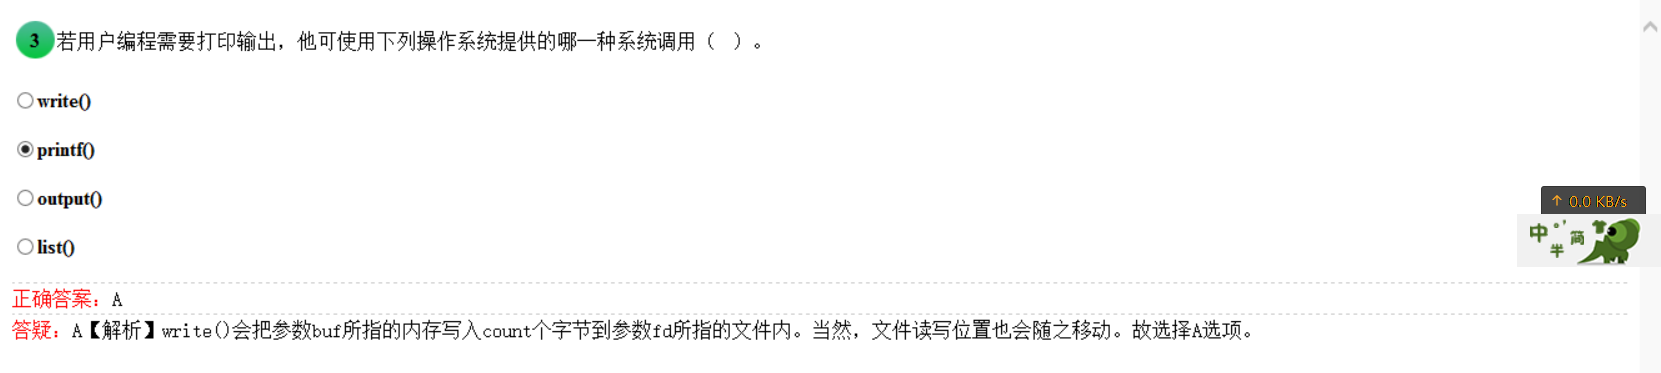 3 若用户编程需要打印输出，他可使用下列操作系统提供的哪一种系统调用（ ）。
write()
printf()
output()
↑ 0.0 KB/s
中 °’ 半 简
list()
正确答案：A
答疑：A【解析】write()会把参数buf所指的内存写入count个字节到参数fd所指的文件内。当然，文件读写位置也会随之移动。故选择A选项。